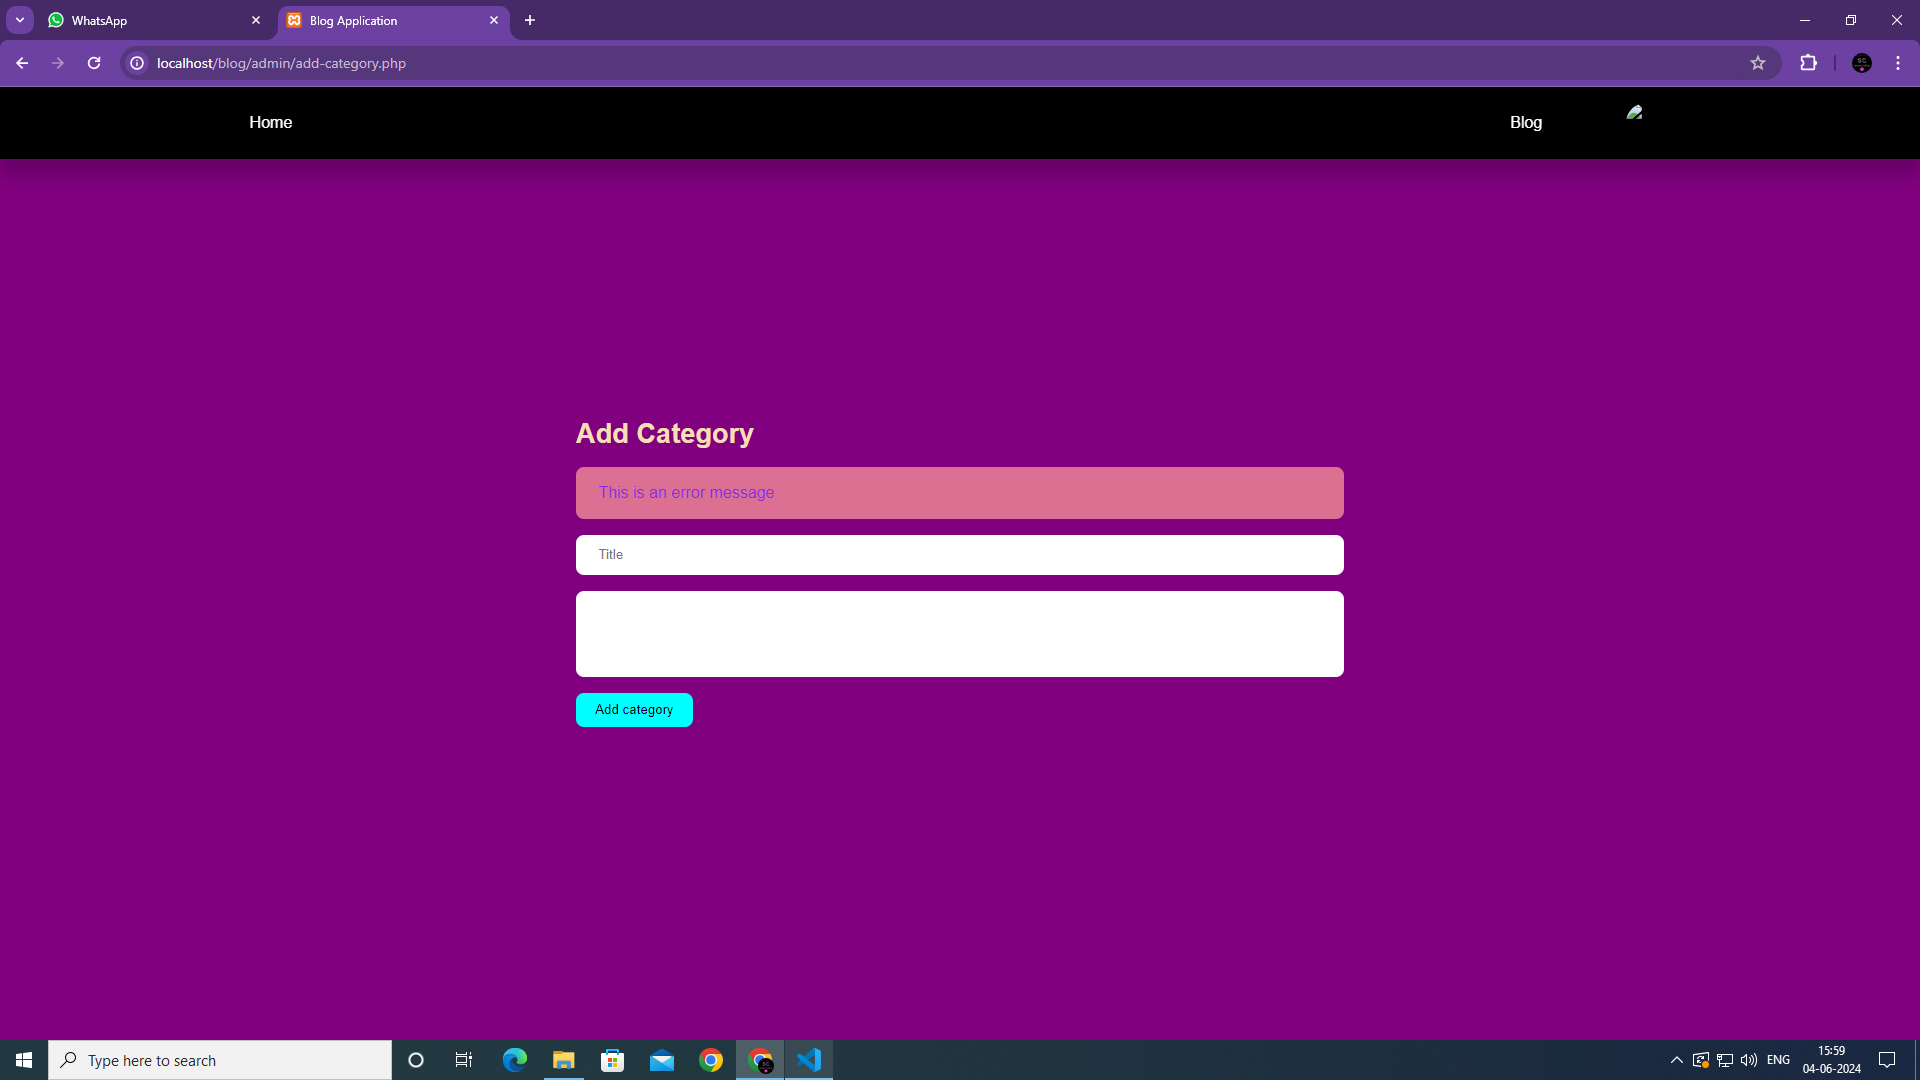 WhatsApp
Blog Application
localhost/blog/admin/add-category.php
Home
Blog
Add Category
This is an error message
Title
Add category
Type here to search
ENG
15:59
04-06-2024